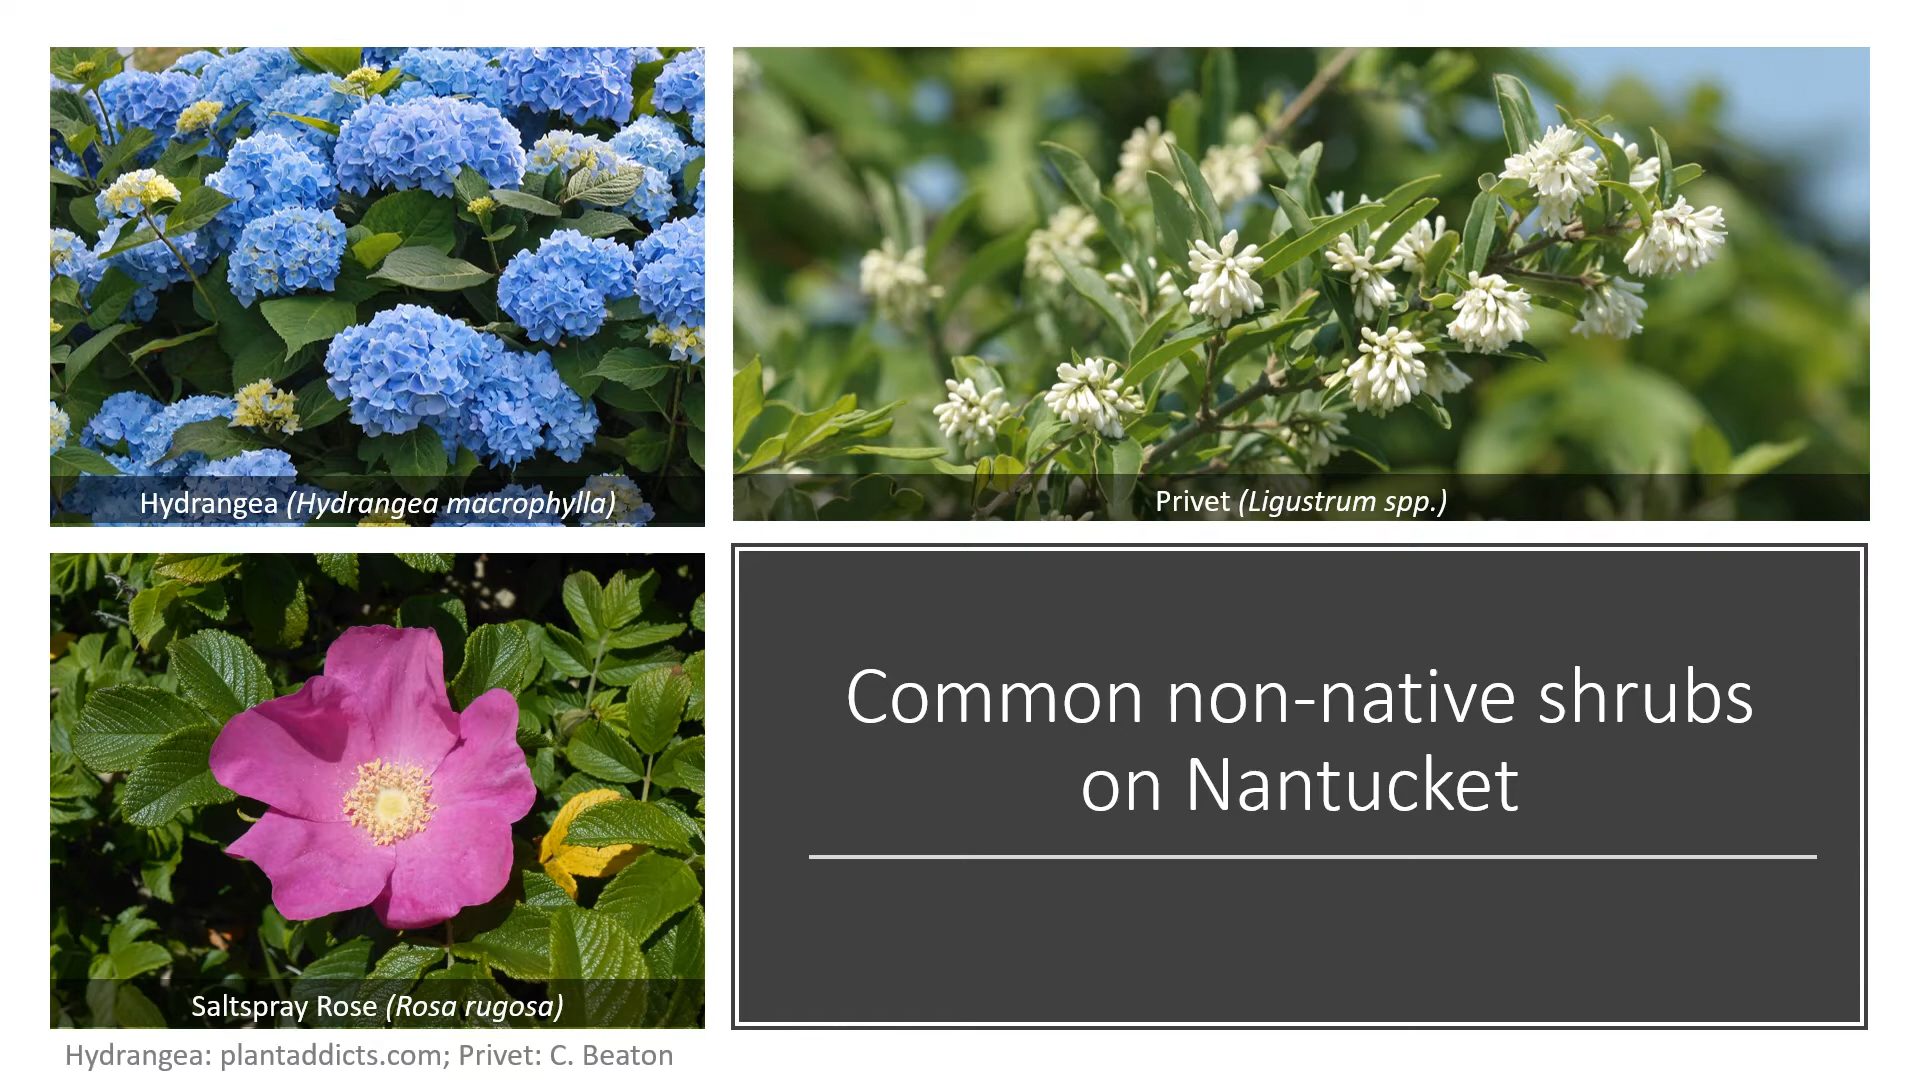 Hydrangea (Hydrangea macrophylla)
Privet (Ligustrum spp.)
Saltspray Rose (Rosa rugosa)
Common non-native shrubs
on Nantucket
Hydrangea: plantaddicts.com; Privet: C. Beaton